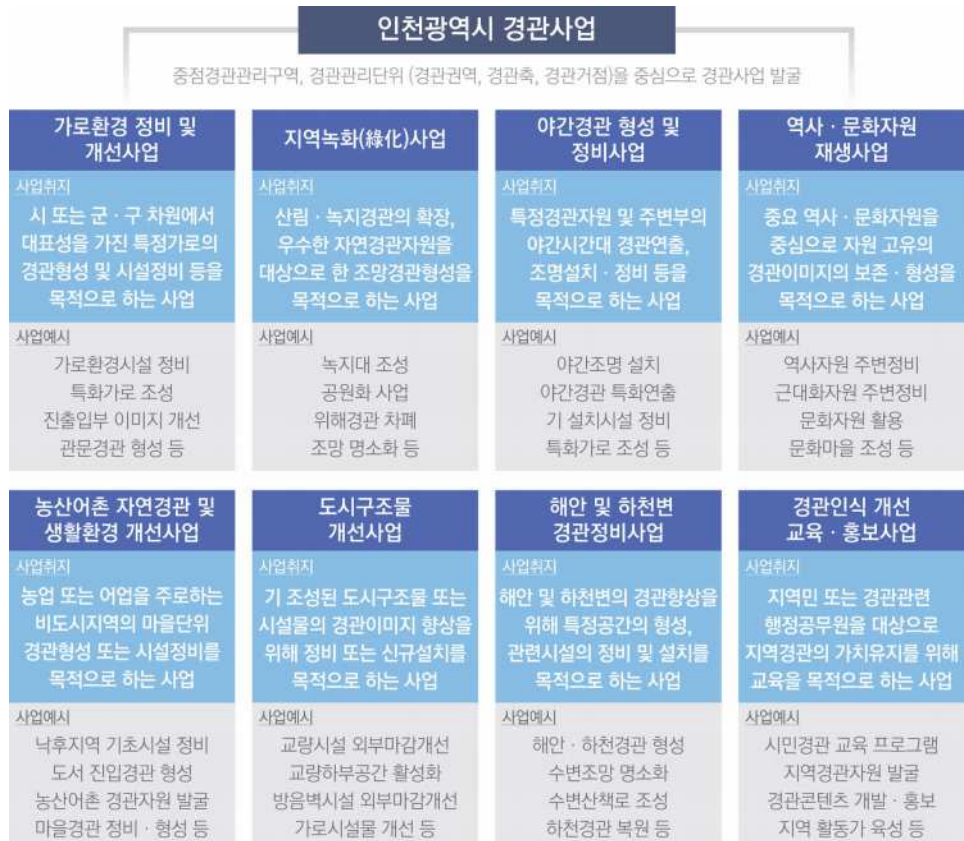 인천광역시 경관사업
중점경관관리구역, 경관관리단위 (경관권역, 경관축, 경관거점)을 중심으로 경관사업 발굴
가로환경 정비 및
개선사업
사업취지
시 또는 군 · 구 차원에서
대표성을 가진 특정가로의
경관형성 및 시설정비 등을
목적으로 하는 사업
사업예시
가로환경시설 정비
특화가로 조성
진출입부 이미지 개선
관문경관 형성 등
지역녹화(綠化)사업
사업취지
산림 · 녹지경관의 확장,
우수한 자연경관자원을
대상으로 한 조망경관형성을
목적으로 하는 사업
사업예시
녹지대 조성
공원화 사업
위해경관 차폐
조망 명소화 등
야간경관 형성 및
정비사업
사업취지
특정경관자원 및 주변부의
야간시간대 경관연출,
조명설치 · 정비 등을
목적으로 하는 사업
사업예시
야간조명 설치
야간경관 특화연출
기 설치시설 정비
특화가로 조성 등
역사 · 문화자원
재생사업
사업취지
중요 역사 · 문화자원을
중심으로 자원 고유의
경관이미지의 보존 · 형성을
목적으로 하는 사업
사업예시
역사자원 주변정비
근대화자원 주변정비
문화자원 활용
문화마을 조성 등
농산어촌 자연경관 및
생활환경 개선사업
사업취지
농업 또는 어업을 주로하는
비도시지역의 마을단위
경관형성 또는 시설정비를
목적으로 하는 사업
사업예시
낙후지역 기초시설 정비
도서 진입경관 형성
농산어촌 경관자원 발굴
마을경관 정비 · 형성 등
도시구조물
개선사업
사업취지
기 조성된 도시구조물 또는
시설물의 경관이미지 향상을
위해 정비 또는 신규설치를
목적으로 하는 사업
사업예시
교량시설 외부마감개선
교량하부공간 활성화
방음벽시설 외부마감개선
가로시설물 개선 등
해안 및 하천변
경관정비사업
사업취지
해안 및 하천변의 경관향상을
위해 특정공간의 형성,
관련시설의 정비 및 설치를
목적으로 하는 사업
사업예시
해안 · 하천경관 형성
수변조망 명소화
수변산책로 조성
하천경관 복원 등
경관인식 개선
교육 · 홍보사업
사업취지
지역민 또는 경관관련
행정공무원을 대상으로
지역경관의 가치유지를 위해
교육을 목적으로 하는 사업
사업예시
시민경관 교육 프로그램
지역경관자원 발굴
경관콘텐츠 개발 · 홍보
지역 활동가 육성 등